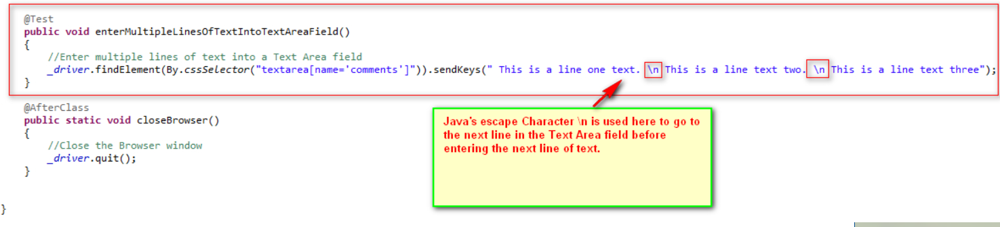 @Test
public void enterMultipleLinesOfTextIntoTextAreaField()
{
//Enter multiple lines of text into a Text Area field
_driver.findElement(By.cssSelector("textarea[name='comments']")).sendKeys(" This is a line one text. \n This is a line text two. \n This is a line text three");
}
@AfterClass
public static void closeBrowser()
{
//Close the Browser window
_driver.quit();
}
}
Java's escape Character \n is used here to go to
the next line in the Text Area field before
entering the next line of text.